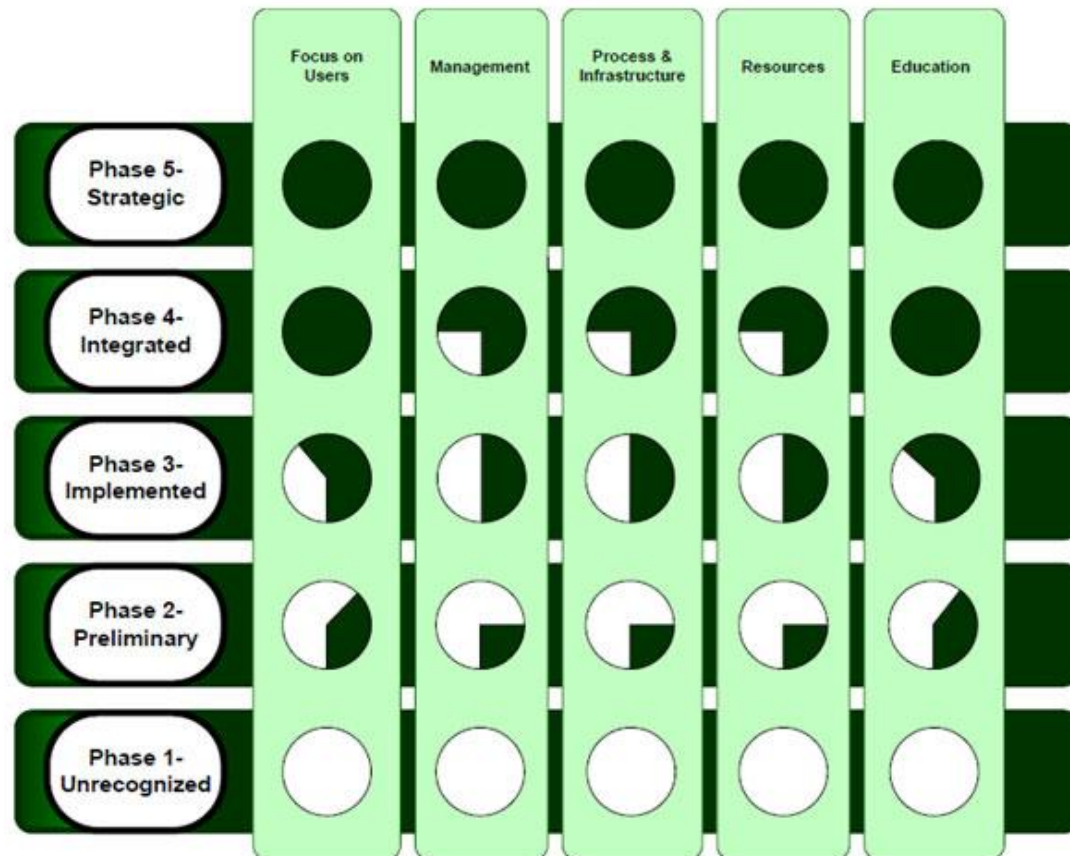 Focus on
Users
Management
Process &
Infrastructure
Resources
Education
Phase 5-
Strategic
Phase 4-
Integrated
Phase 3-
Implemented
Phase 2-
Preliminary
Phase 1-
Unrecognized